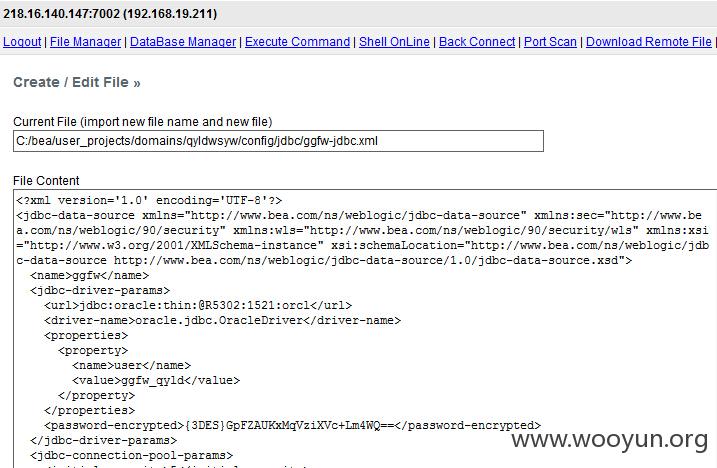 218.16.140.147:7002 (192.168.19.211)
Logout | File Manager | DataBase Manager | Execute Command | Shell OnLine | Back Connect | Port Scan | Download Remote File |
Create / Edit File »
Current File (import new file name and new file)
C:/bea/user_projects/domains/qyldwsyw/config/jdbc/ggfw-jdbc.xml
File Content
<?xml version='1.0' encoding='UTF-8'?>
<jdbc-data-source xmlns="http://www.bea.com/ns/weblogic/jdbc-data-source" xmlns:sec="http://www.be
a.com/ns/weblogic/90/security" xmlns:wls="http://www.bea.com/ns/weblogic/90/security/wls" xmlns:xsi
="http://www.w3.org/2001/XMLSchema-instance" xsi:schemaLocation="http://www.bea.com/ns/weblogic/jdb
c-data-source http://www.bea.com/ns/weblogic/jdbc-data-source/1.0/jdbc-data-source.xsd">
<name>ggfw</name>
<jdbc-driver-params>
<url>jdbc:oracle:thin:@R5302:1521:orcl</url>
<driver-name>oracle.jdbc.OracleDriver</driver-name>
<properties>
<property>
<name>user</name>
<value>ggfw_qyld</value>
</property>
</properties>
<password-encrypted>{3DES}GpFZAUKxMqVziXVc+Lm4WQ==</password-encrypted>
</jdbc-driver-params>
<jdbc-connection-pool-params>
www.wooyun.org